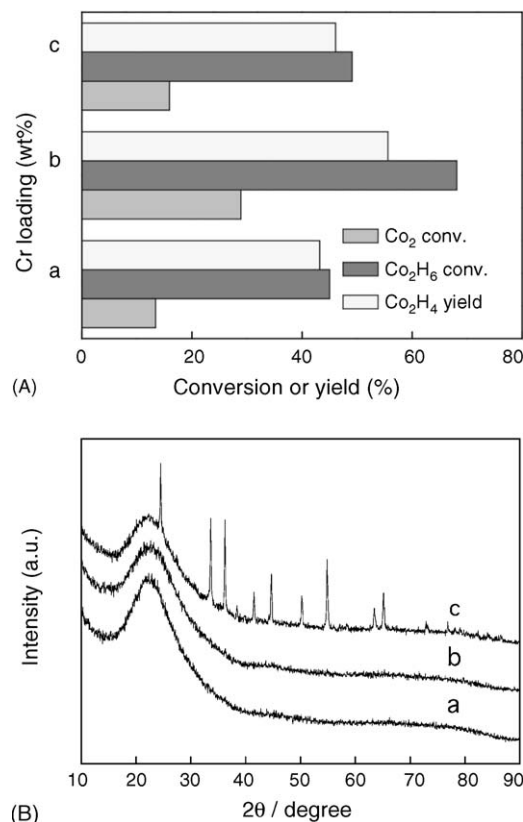 c
b
a
Cr loading (wt%)
Co₂ conv.
Co₂H₆ conv.
Co₂H₄ yield
0 20 40 60 80
(A) Conversion or yield (%)
Intensity (a.u.)
c
b
a
10 20 30 40 50 60 70 80 90
(B) 2θ / degree